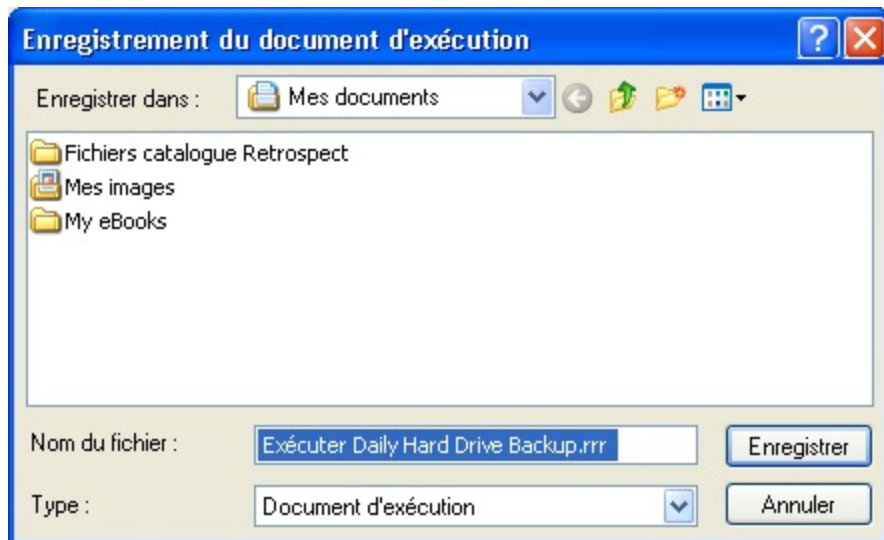 Enregistrement du document d'exécution
Enregistrer dans : Mes documents
Fichiers catalogue Retrospect
Mes images
My eBooks
Nom du fichier : Exécuter Daily Hard Drive Backup.rrr Enregistrer
Type : Document d'exécution Annuler